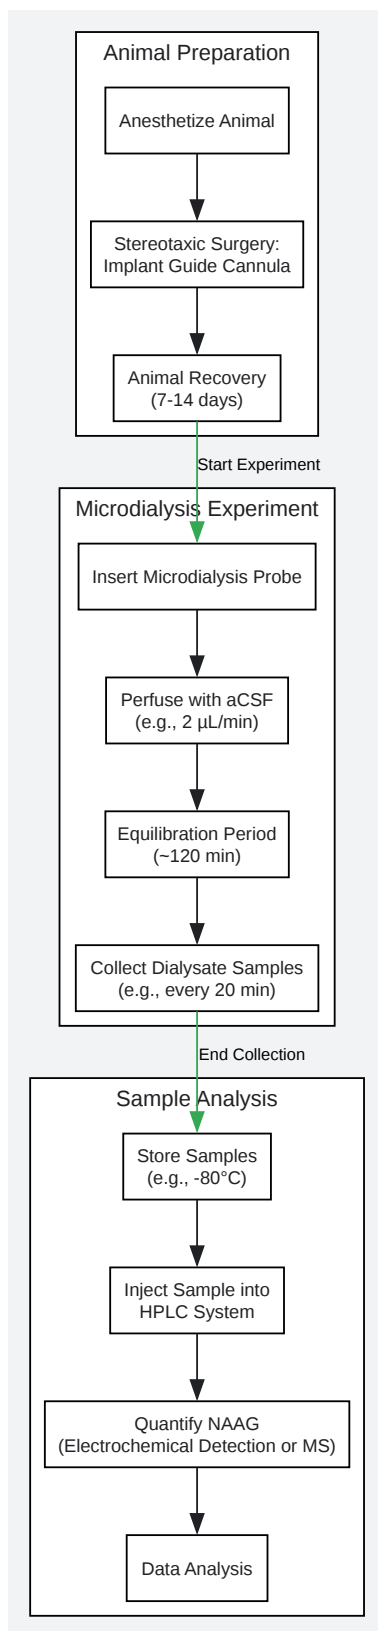 Animal Preparation
Anesthetize Animal
Stereotaxic Surgery:
Implant Guide Cannula
Animal Recovery
(7-14 days)
Start Experiment
Microdialysis Experiment
Insert Microdialysis Probe
Perfuse with aCSF
(e.g., 2 µL/min)
Equilibration Period
(~120 min)
Collect Dialysate Samples
(e.g., every 20 min)
End Collection
Sample Analysis
Store Samples
(e.g., -80°C)
Inject Sample into
HPLC System
Quantify NAAG
(Electrochemical Detection or MS)
Data Analysis